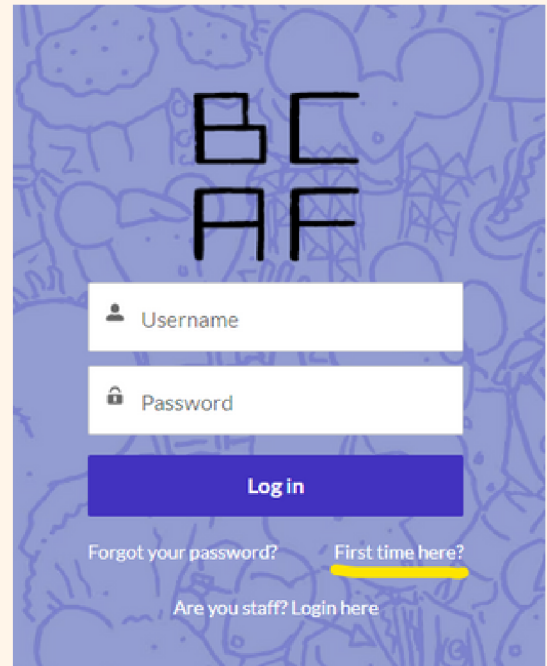 BC
AF
Username
Password
Log in
Forgot your password? First time here?
Are you staff? Login here